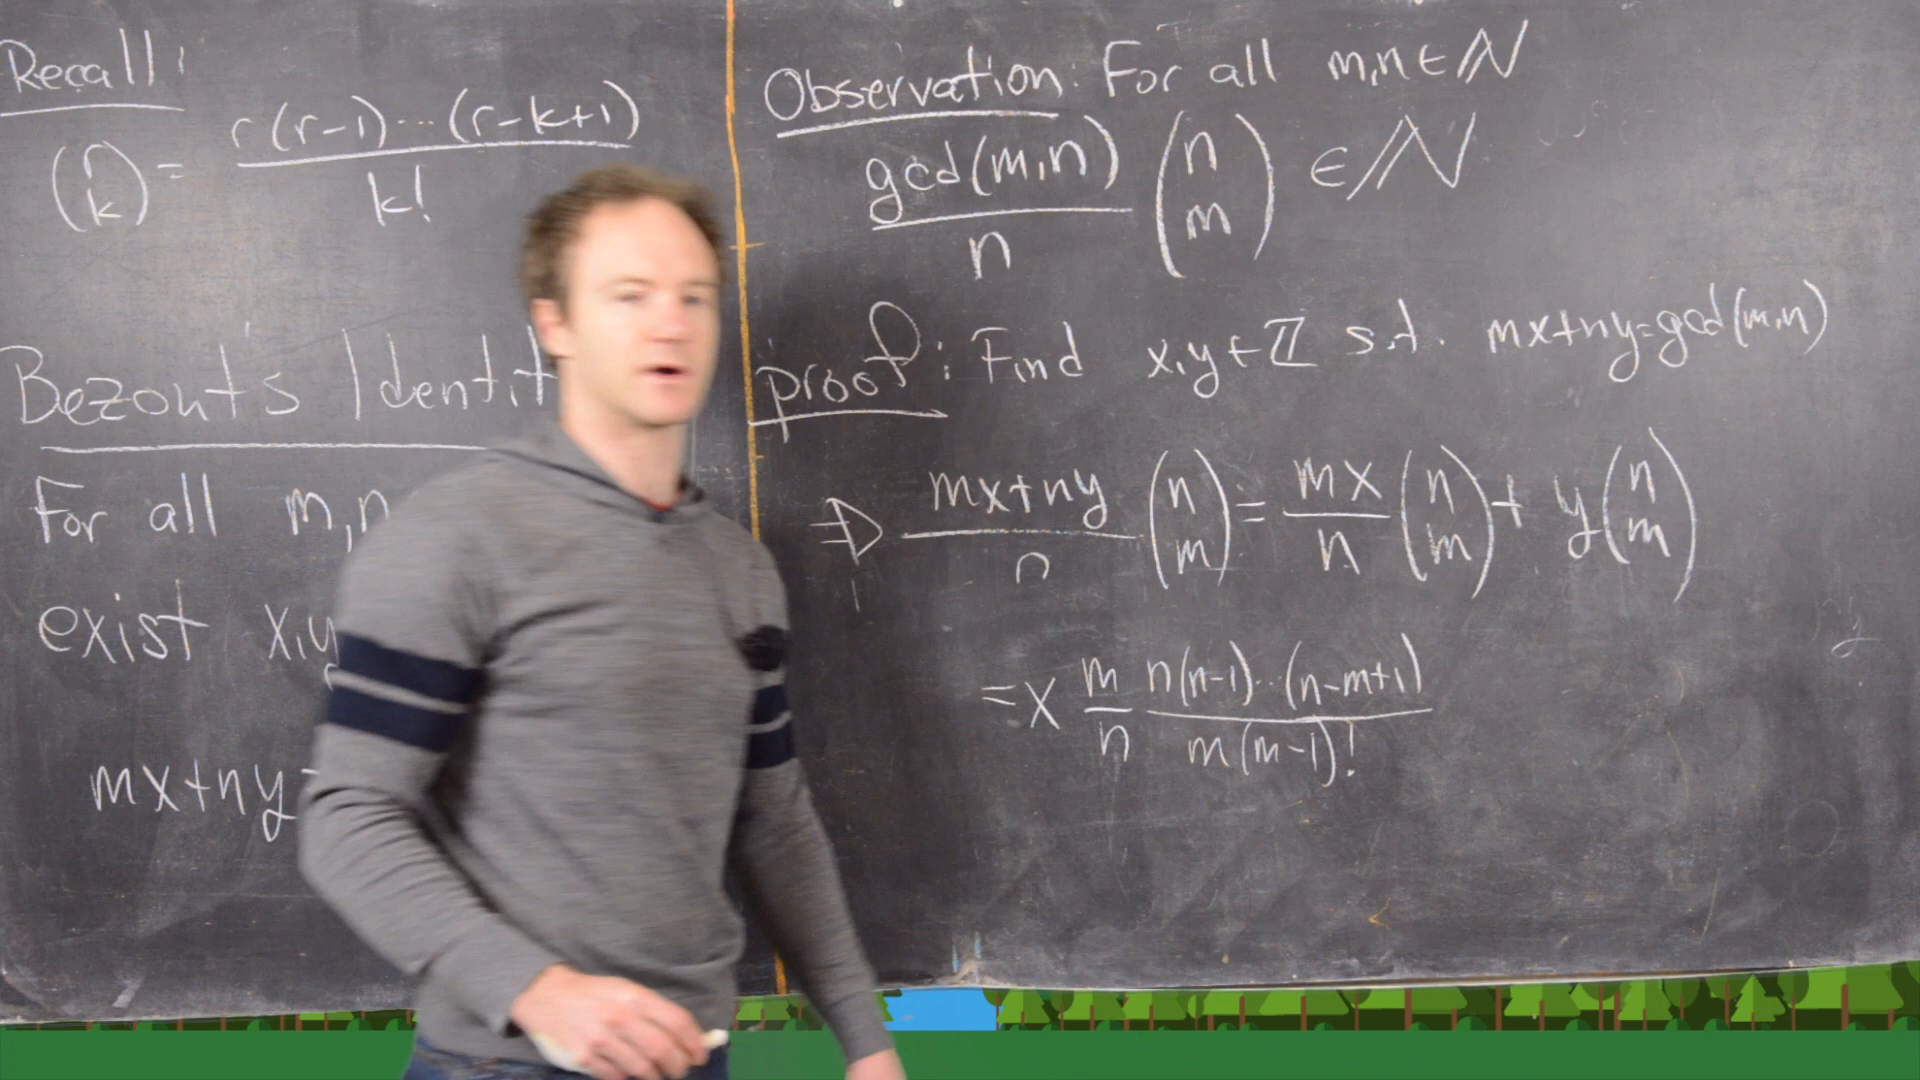 Recall:
(r k) = r(r-1)···(r-k+1) / k!
Bezout's Identit
For all m,n
exist x,y
mx+ny=
Observation: For all m,n ∈ ℕ
gcd(m,n) / n (n m) ∈ ℕ
proof: Find x,y ∈ ℤ s.t. mx+ny=gcd(m,n)
⇒ mx+ny / n (n m) = mx / n (n m) + y (n m)
= x m / n n(n-1)··(n-m+1) / m(m-1)!